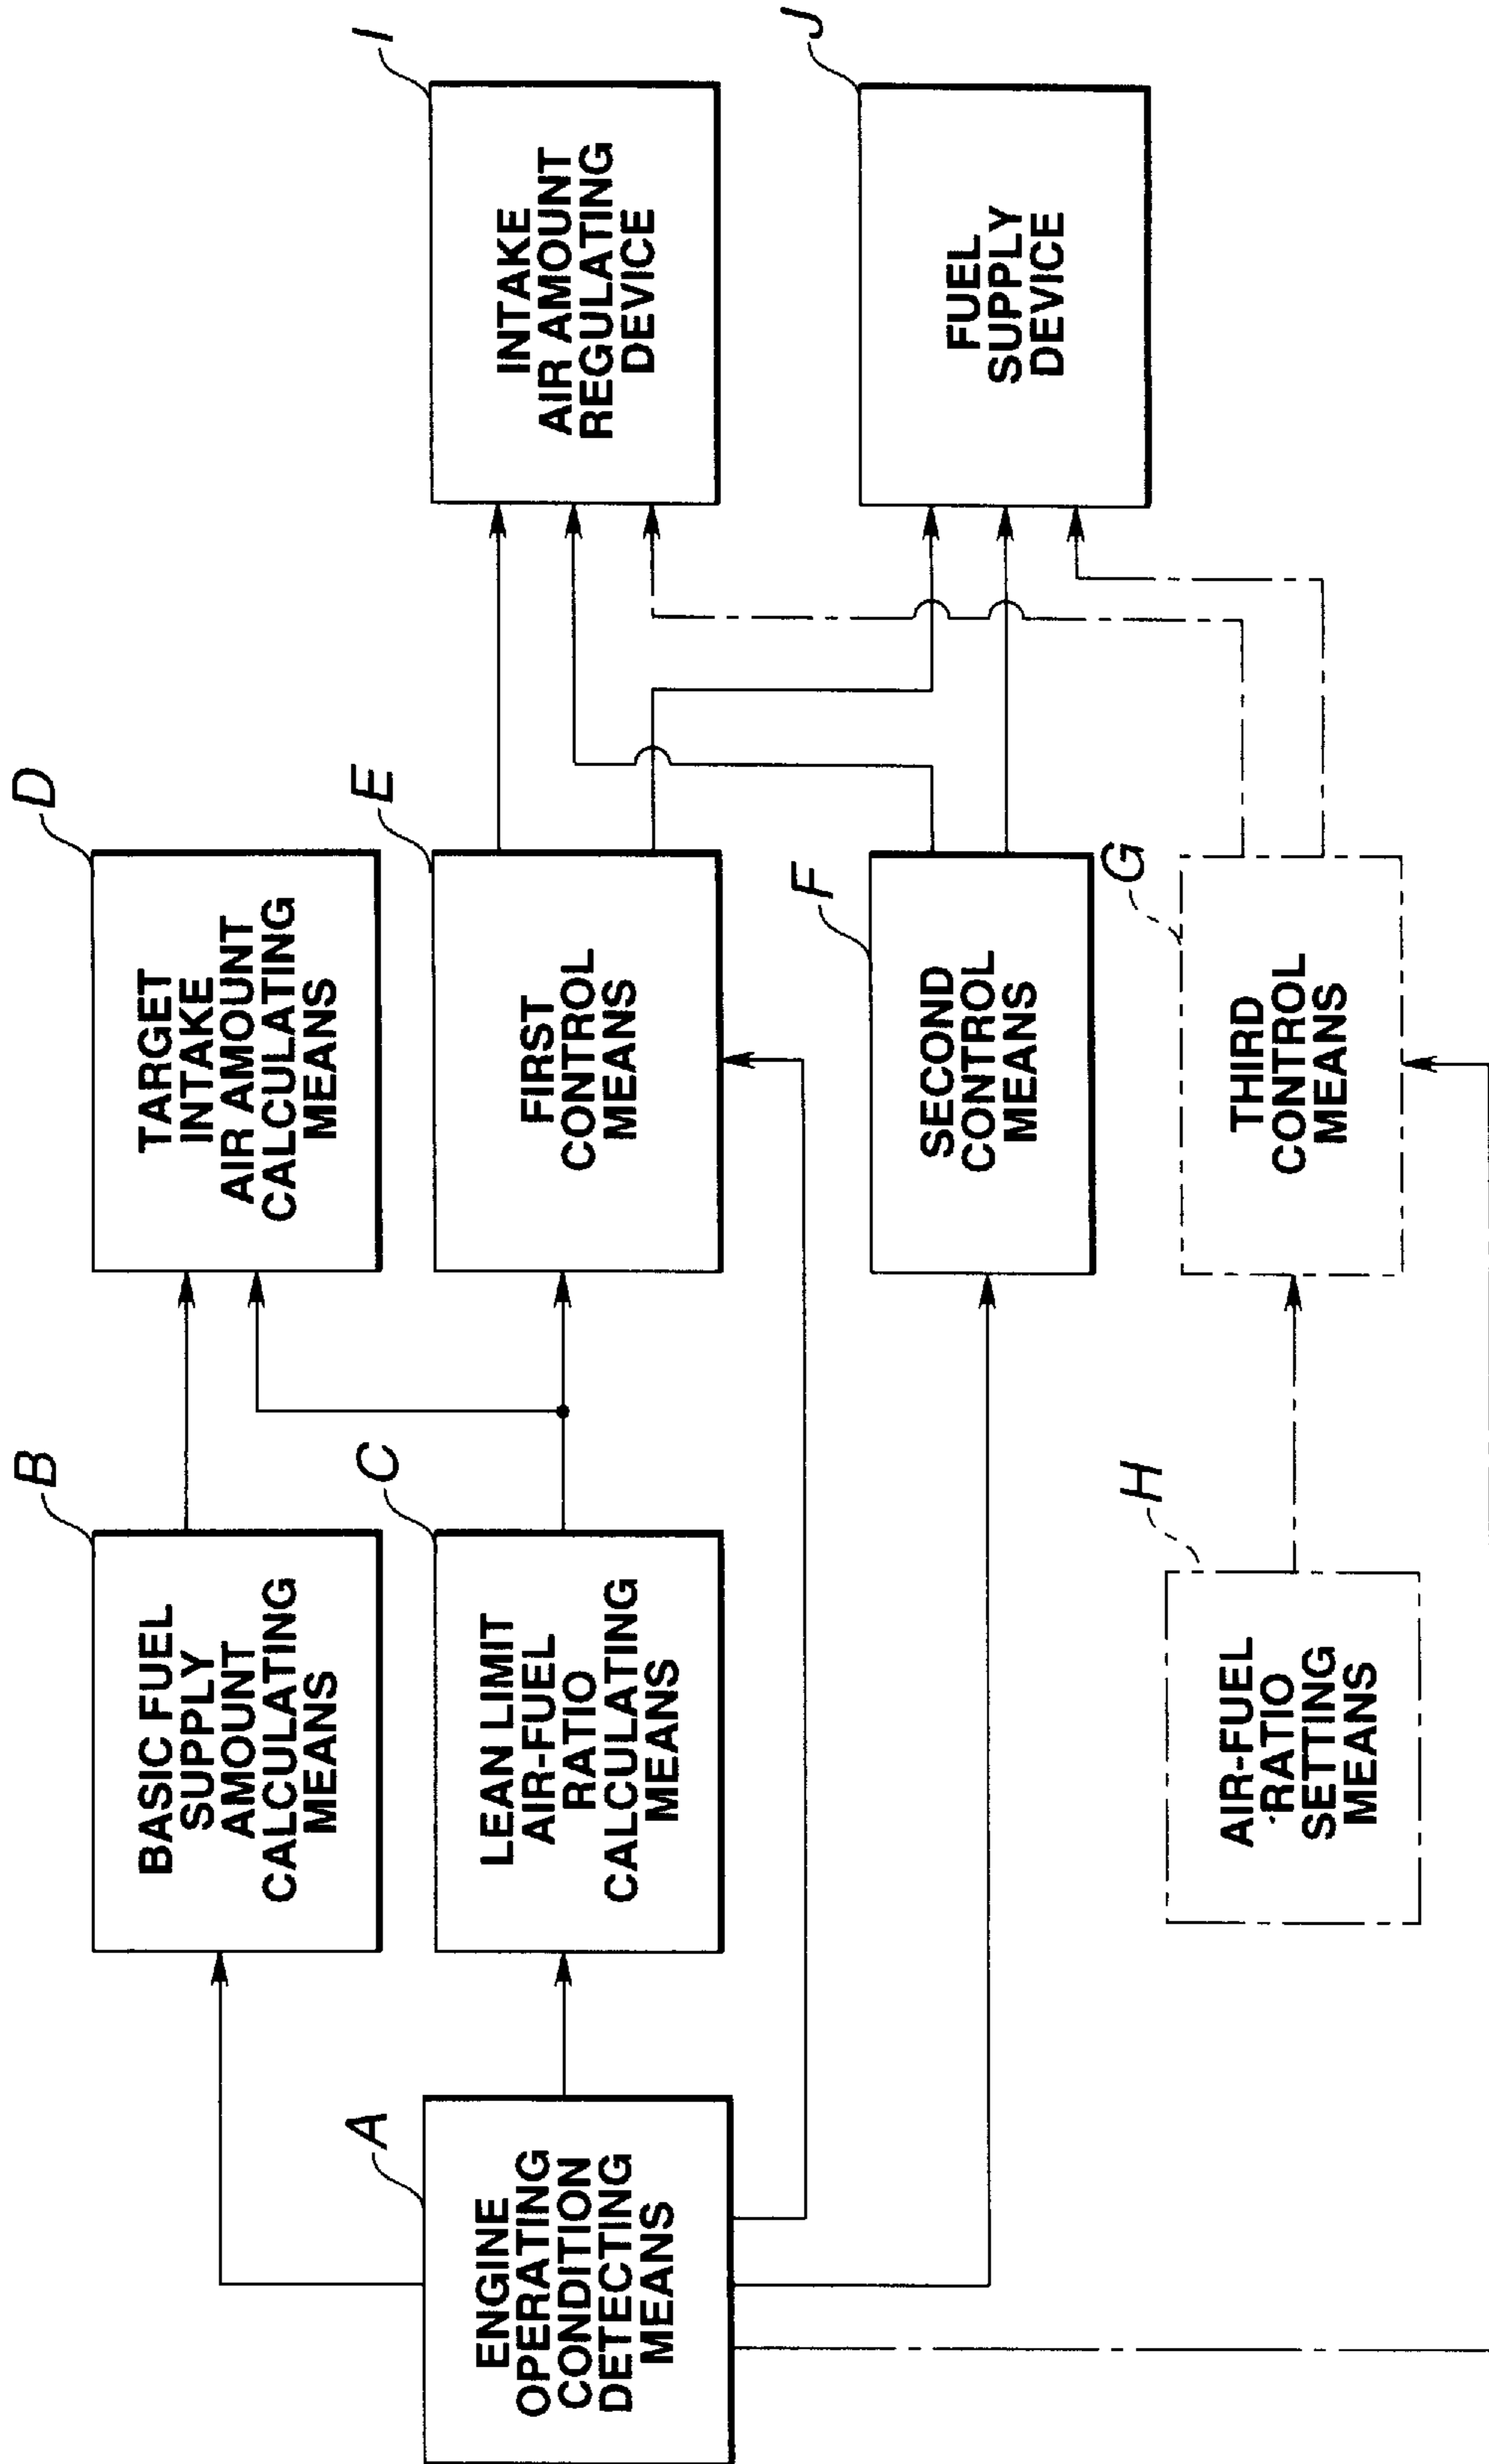 A
ENGINE
OPERATING
CONDITION
DETECTING
MEANS
B
BASIC FUEL
SUPPLY
AMOUNT
CALCULATING
MEANS
C
LEAN LIMIT
AIR-FUEL
RATIO
CALCULATING
MEANS
D
TARGET
INTAKE
AIR AMOUNT
CALCULATING
MEANS
E
FIRST
CONTROL
MEANS
F
SECOND
CONTROL
MEANS
G
THIRD
CONTROL
MEANS
H
AIR-FUEL
RATIO
SETTING
MEANS
I
INTAKE
AIR AMOUNT
REGULATING
DEVICE
J
FUEL
SUPPLY
DEVICE